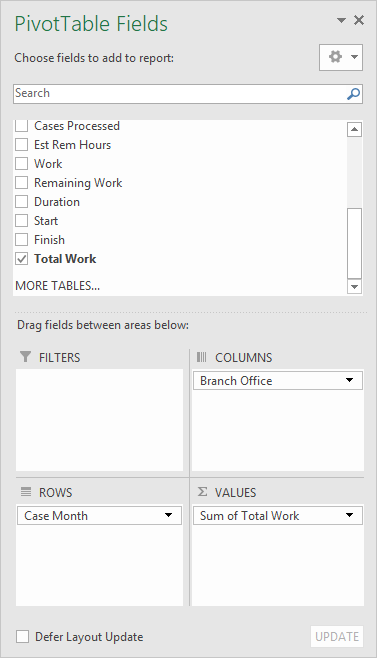 PivotTable Fields
Choose fields to add to report:
Search
Cases Processed
Est Rem Hours
Work
Remaining Work
Duration
Start
Finish
Total Work
MORE TABLES...
Drag fields between areas below:
FILTERS
COLUMNS
Branch Office
ROWS
VALUES
Case Month
Sum of Total Work
Defer Layout Update
UPDATE